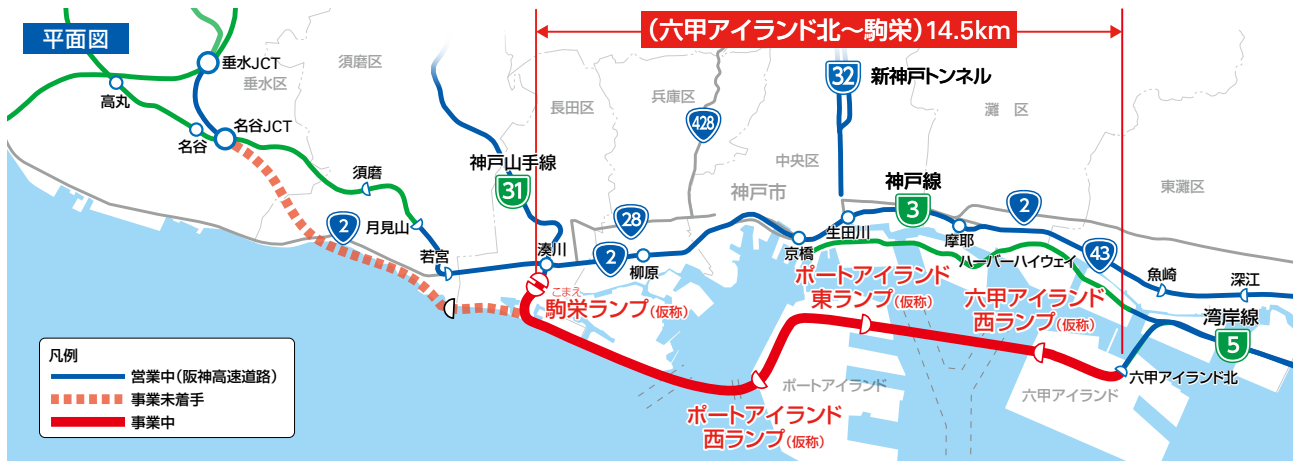 平面図
(六甲アイランド北〜駒栄)14.5km
垂水JCT
垂水区
須磨区
高丸
名谷
名谷JCT
須磨
月見山
若宮
2
神戸山手線
31
長田区
兵庫区
428
28
2
湊川
柳原
神戸市
中央区
32
新神戸トンネル
灘 区
東灘区
神戸線
3
2
43
京橋
生田川
摩耶
ハーバーハイウェイ
魚崎
深江
湾岸線
5
こまえ
駒栄ランプ(仮称)
ポートアイランド
東ランプ(仮称)
六甲アイランド
西ランプ(仮称)
六甲アイランド北
ポートアイランド
六甲アイランド
ポートアイランド
西ランプ(仮称)
凡例
営業中(阪神高速道路)
事業未着手
事業中